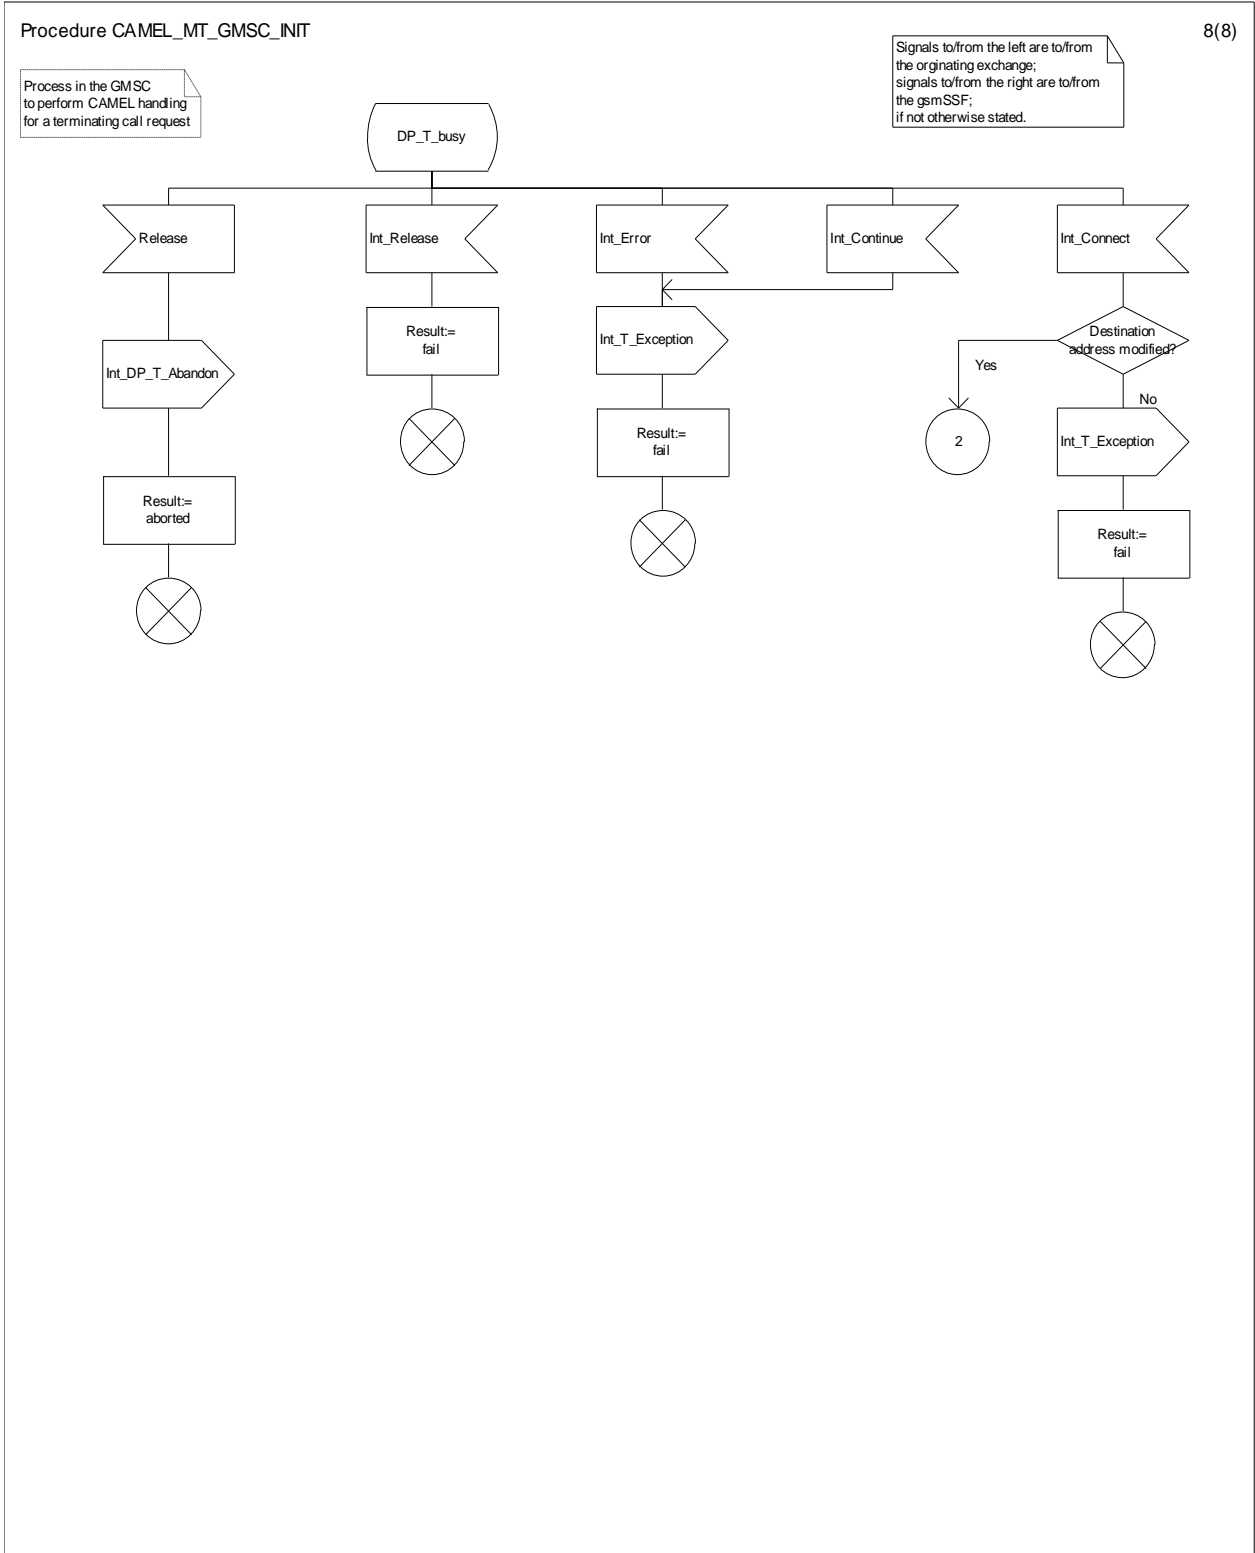 Procedure CAMEL_MT_GMSC_INIT
8(8)
Process in the GMSC
to perform CAMEL handling
for a terminating call request
Signals to/from the left are to/from
the orginating exchange;
signals to/from the right are to/from
the gsmSSF;
if not otherwise stated.
DP_T_busy
Release
Int_Release
Int_Error
Int_Continue
Int_Connect
Int_DP_T_Abandon
Result:=
aborted
Result:=
fail
Int_T_Exception
Result:=
fail
Destination
address modified?
Yes
No
2
Int_T_Exception
Result:=
fail